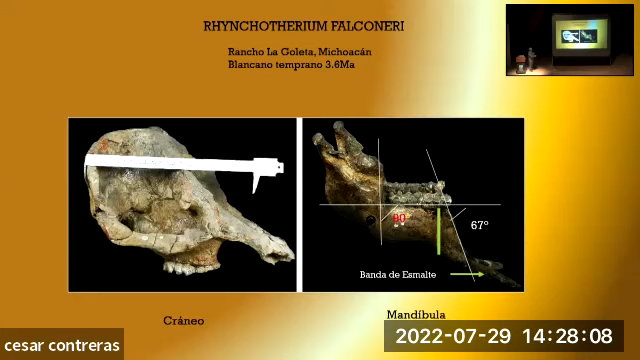 RHYNCHOTHERIUM FALCONERI
Rancho La Goleta, Michoacán
Blancano temprano 3.6Ma
90°
67°
Banda de Esmalte
Cráneo
Mandíbula
cesar contreras
2022-07-29 14:28:08